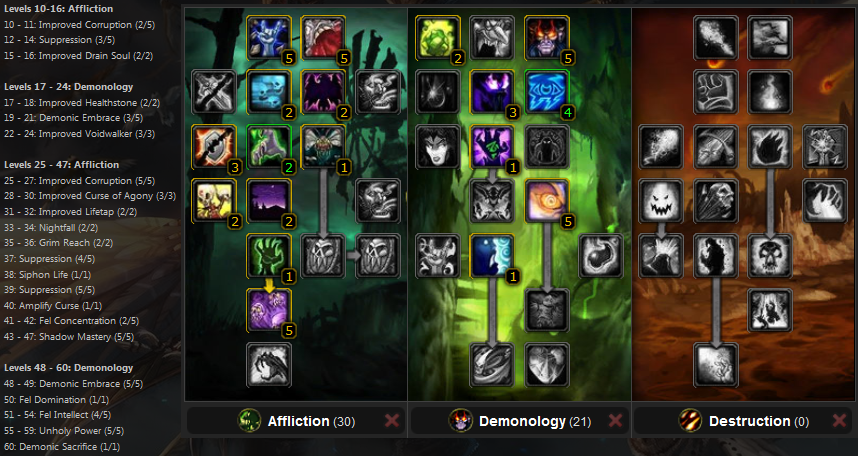 Levels 10-16: Affliction
10 - 11: Improved Corruption (2/5)
12 - 14: Suppression (3/5)
15 - 16: Improved Drain Soul (2/2)
Levels 17 - 24: Demonology
17 - 18: Improved Healthstone (2/2)
19 - 21: Demonic Embrace (3/5)
22 - 24: Improved Voidwalker (3/3)
Levels 25 - 47: Affliction
25 - 27: Improved Corruption (5/5)
28 - 30: Improved Curse of Agony (3/3)
31 - 32: Improved Lifetap (2/2)
33 - 34: Nightfall (2/2)
35 - 36: Grim Reach (2/2)
37: Suppression (4/5)
38: Siphon Life (1/1)
39: Suppression (5/5)
40: Amplify Curse (1/1)
41 - 42: Fel Concentration (2/5)
43 - 47: Shadow Mastery (5/5)
Levels 48 - 60: Demonology
48 - 49: Demonic Embrace (5/5)
50: Fel Domination (1/1)
51 - 54: Fel Intellect (4/5)
55 - 59: Unholy Power (5/5)
60: Demonic Sacrifice (1/1)
5 5
2 2
3 2 1
2 2
1
5
Affliction (30)
2 5
3 4
1
5
1
Demonology (21)
Destruction (0)